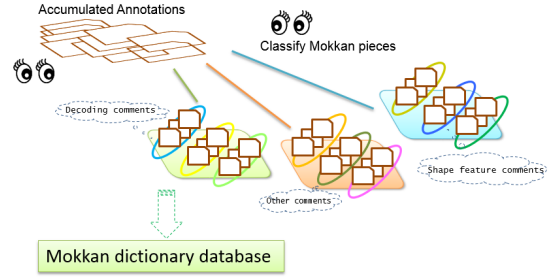 Accumulated Annotations
Classify Mokkan pieces
Decoding comments
Shape feature comments
Other comments
Mokkan dictionary database